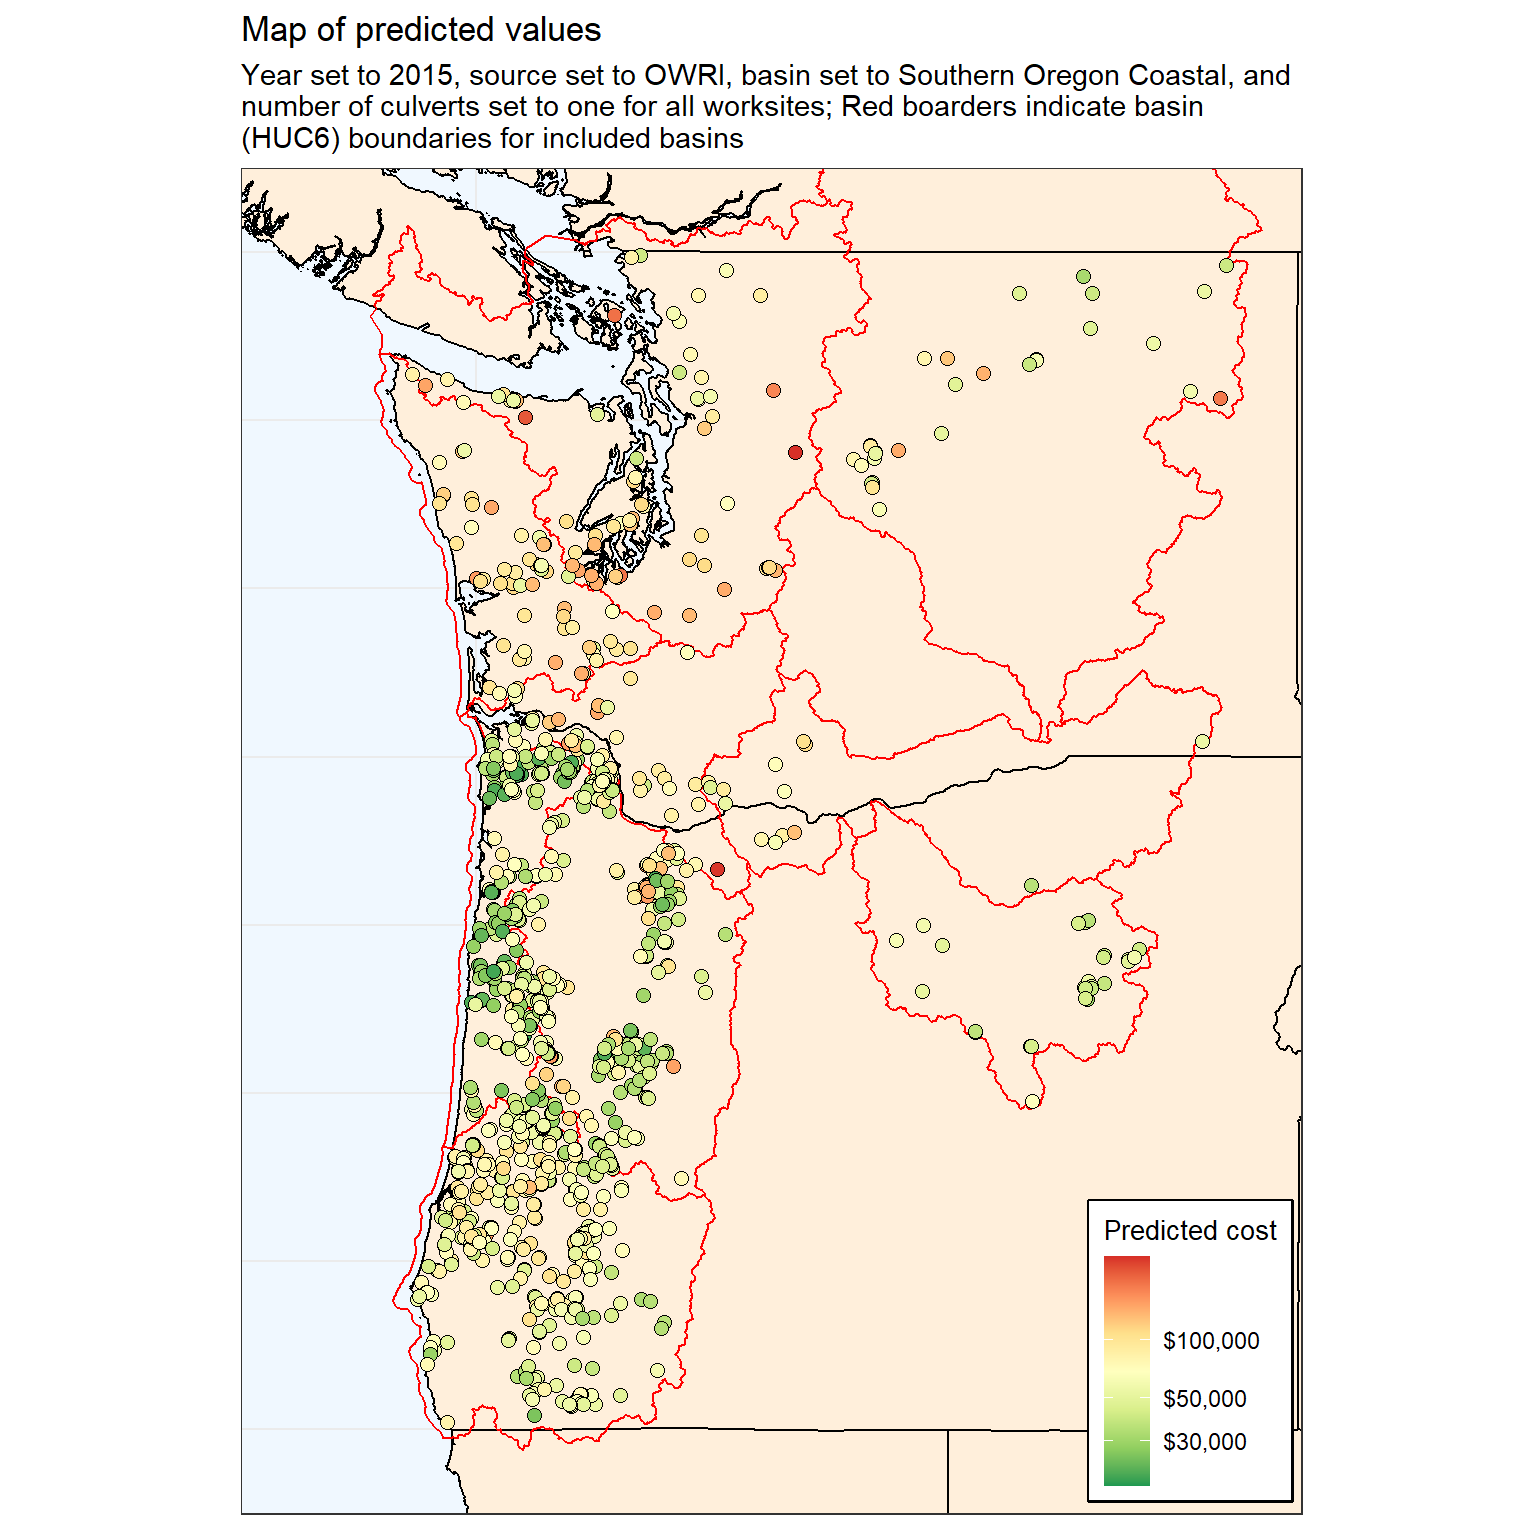 Map of predicted values
Year set to 2015, source set to OWRI, basin set to Southern Oregon Coastal, and
number of culverts set to one for all worksites; Red boarders indicate basin
(HUC6) boundaries for included basins
Predicted cost
$100,000
$50,000
$30,000